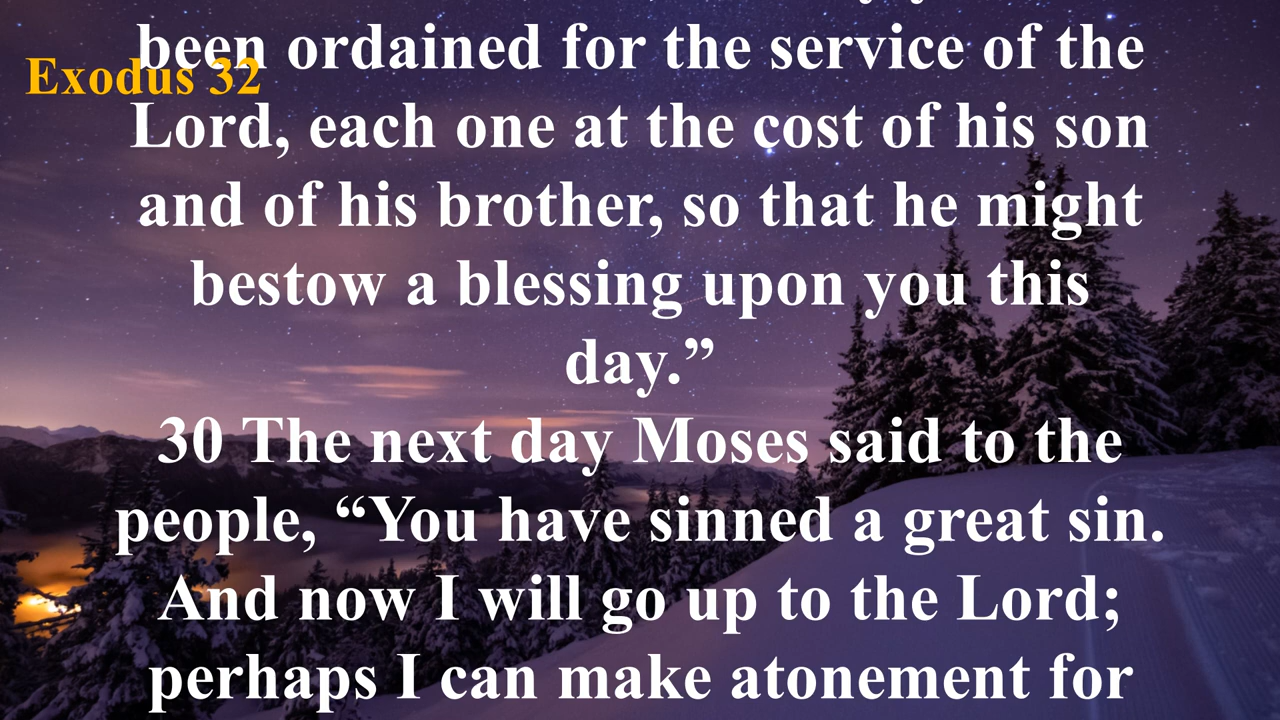 Exodus 32
been ordained for the service of the
Lord, each one at the cost of his son
and of his brother, so that he might
bestow a blessing upon you this
day.”
30 The next day Moses said to the
people, “You have sinned a great sin.
And now I will go up to the Lord;
perhaps I can make atonement for